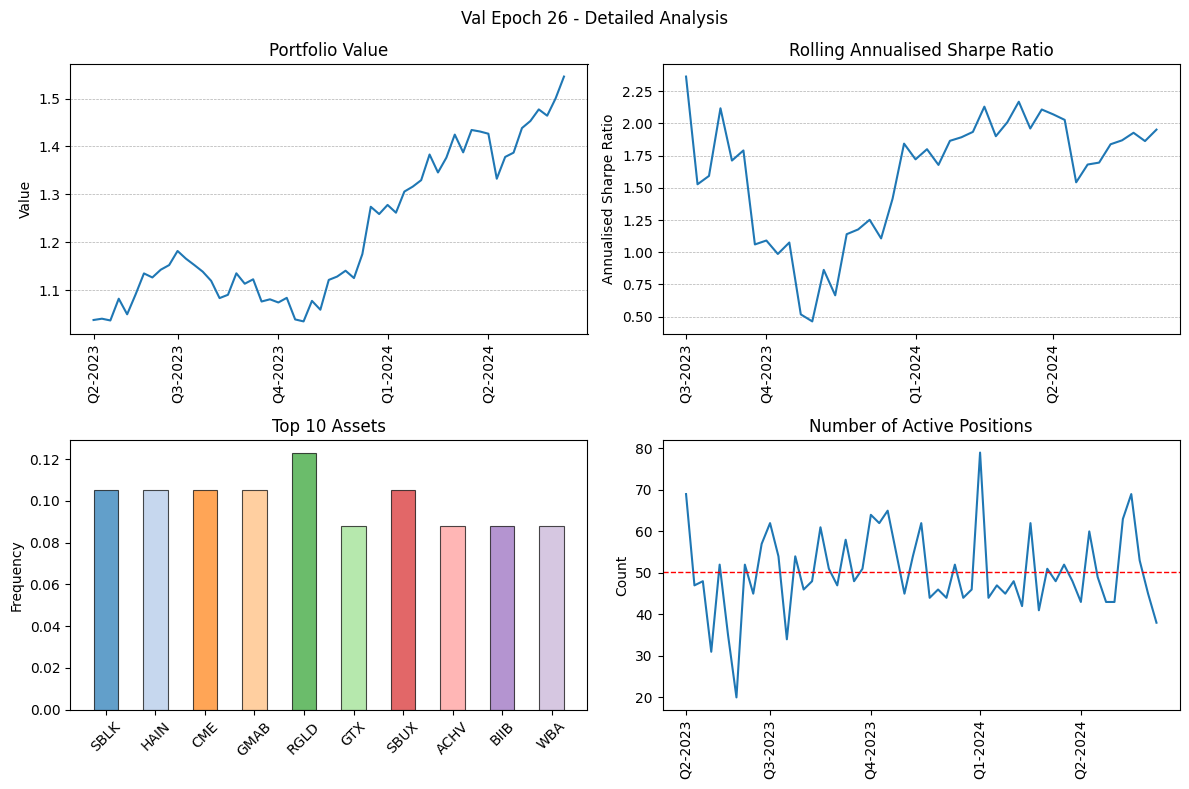 Val Epoch 26 - Detailed Analysis
Portfolio Value
Value
1.5
1.4
1.3
1.2
1.1
Q2-2023
Q3-2023
Q4-2023
Q1-2024
Q2-2024
Rolling Annualised Sharpe Ratio
Annualised Sharpe Ratio
2.25
2.00
1.75
1.50
1.25
1.00
0.75
0.50
Q3-2023
Q4-2023
Q1-2024
Q2-2024
Top 10 Assets
Frequency
0.12
0.10
0.08
0.06
0.04
0.02
0.00
SBLK
HAIN
CME
GMAB
RGLD
GTX
SBUX
ACHV
BIIB
WBA
Number of Active Positions
Count
80
70
60
50
40
30
20
Q2-2023
Q3-2023
Q4-2023
Q1-2024
Q2-2024